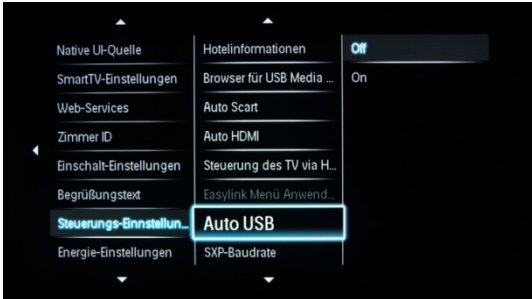 Native UI-Quelle
SmartTV-Einstellungen
Web-Services
Zimmer ID
Einschalt-Einstellungen
Begrüßungstext
Steuerungs-Einnstellun...
Energie-Einstellungen
Hotelinformationen
Browser für USB Media ...
Auto Scart
Auto HDMI
Steuerung des TV via H...
Easylink Menü Anwend...
Auto USB
SXP-Baudrate
Off
On